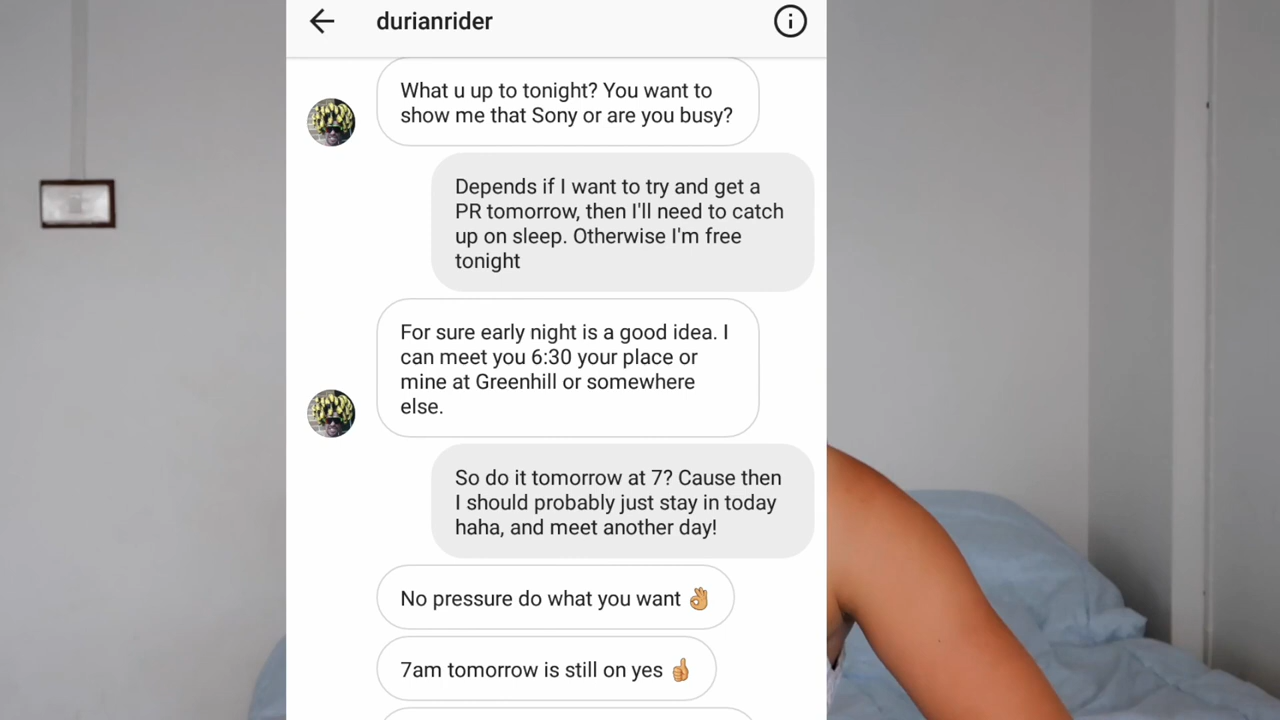 durianrider
What u up to tonight? You want to
show me that Sony or are you busy?
Depends if I want to try and get a
PR tomorrow, then I'll need to catch
up on sleep. Otherwise I'm free
tonight
For sure early night is a good idea. I
can meet you 6:30 your place or
mine at Greenhill or somewhere
else.
So do it tomorrow at 7? Cause then
I should probably just stay in today
haha, and meet another day!
No pressure do what you want 👌
7am tomorrow is still on yes 👍